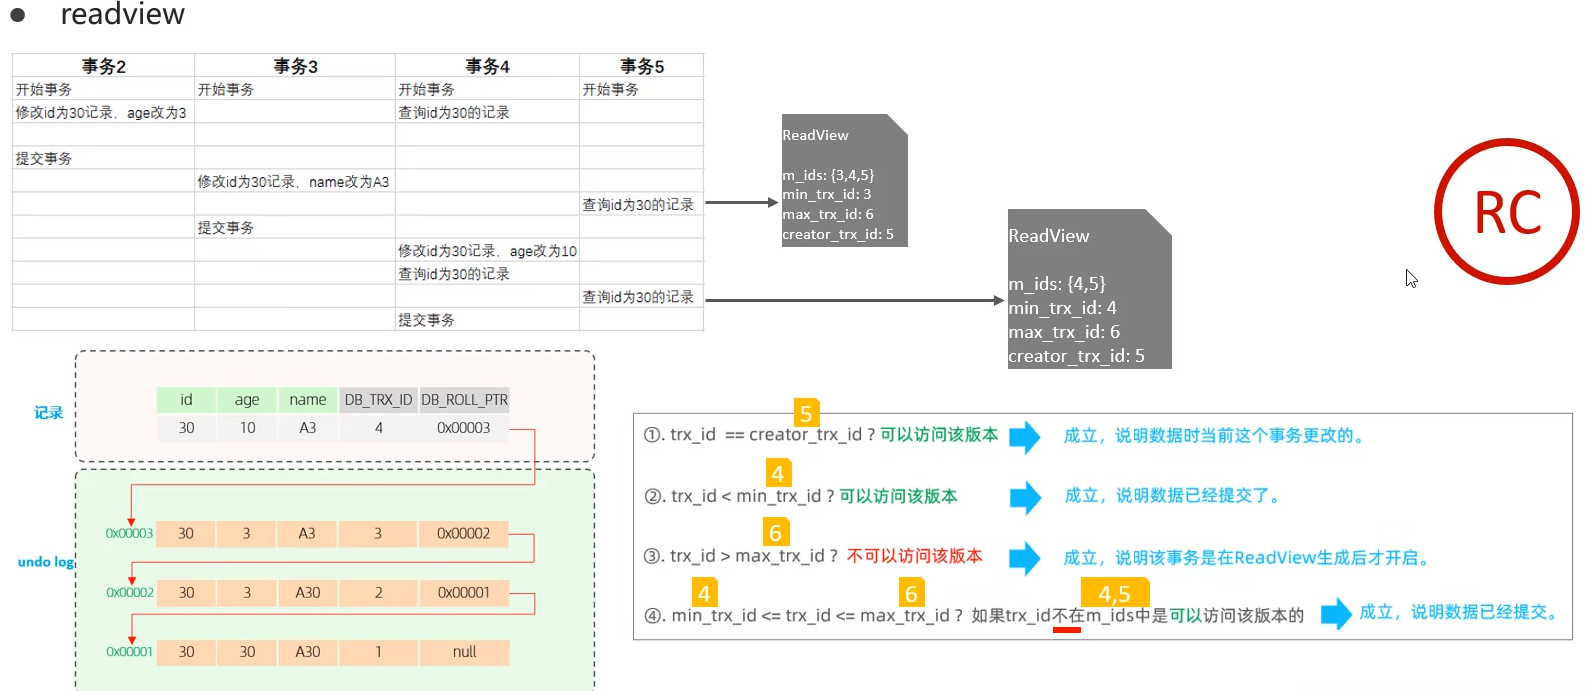 ● readview
事务2 事务3 事务4 事务5
开始事务 开始事务 开始事务 开始事务
修改id为30记录，age改为3 查询id为30的记录
提交事务
修改id为30记录，name改为A3
查询id为30的记录
提交事务
修改id为30记录，age改为10
查询id为30的记录
查询id为30的记录
提交事务
ReadView
m_ids: {3,4,5}
min_trx_id: 3
max_trx_id: 6
creator_trx_id: 5
ReadView
m_ids: {4,5}
min_trx_id: 4
max_trx_id: 6
creator_trx_id: 5
RC
记录
id age name DB_TRX_ID DB_ROLL_PTR
30 10 A3 4 0x00003
undo log
0x00003 30 3 A3 3 0x00002
0x00002 30 3 A30 2 0x00001
0x00001 30 30 A30 1 null
5
①. trx_id == creator_trx_id ? 可以访问该版本 成立，说明数据时当前这个事务更改的。
4
②. trx_id < min_trx_id ? 可以访问该版本 成立，说明数据已经提交了。
6
③. trx_id > max_trx_id ? 不可以访问该版本 成立，说明该事务是在ReadView生成后才开启。
4 6 4,5
④. min_trx_id <= trx_id <= max_trx_id ? 如果trx_id不在m_ids中是可以访问该版本的 成立，说明数据已经提交。